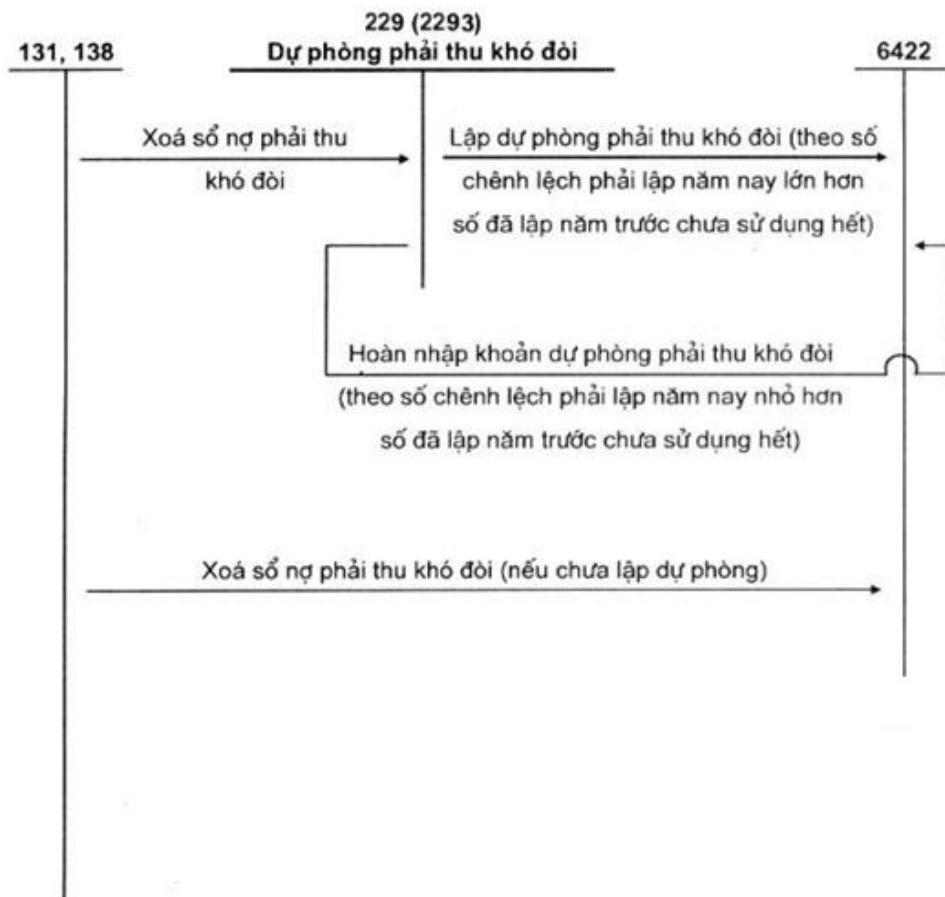 229 (2293)
131, 138
Dự phòng phải thu khó đòi
6422
Xoá sổ nợ phải thu
khó đòi
Lập dự phòng phải thu khó đòi (theo số
chênh lệch phải lập năm nay lớn hơn
số đã lập năm trước chưa sử dụng hết)
Hoàn nhập khoản dự phòng phải thu khó đòi
(theo số chênh lệch phải lập năm nay nhỏ hơn
số đã lập năm trước chưa sử dụng hết)
Xoá sổ nợ phải thu khó đòi (nếu chưa lập dự phòng)